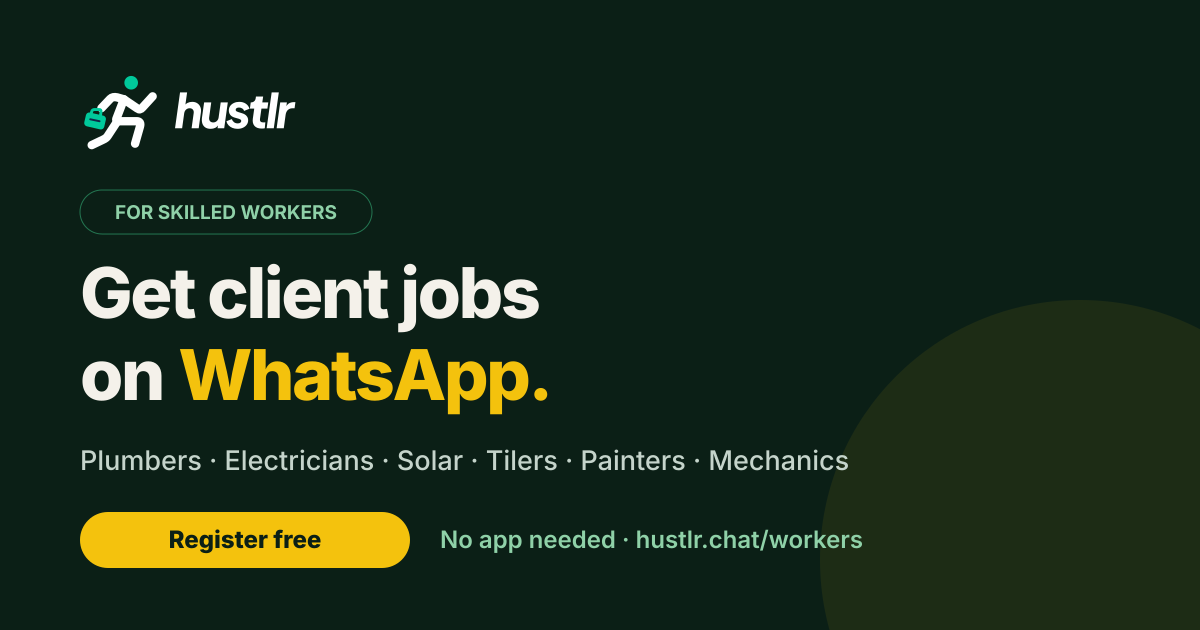 hustlr
FOR SKILLED WORKERS
Get client jobs
on WhatsApp.
Plumbers · Electricians · Solar · Tilers · Painters · Mechanics
Register free
No app needed · hustlr.chat/workers